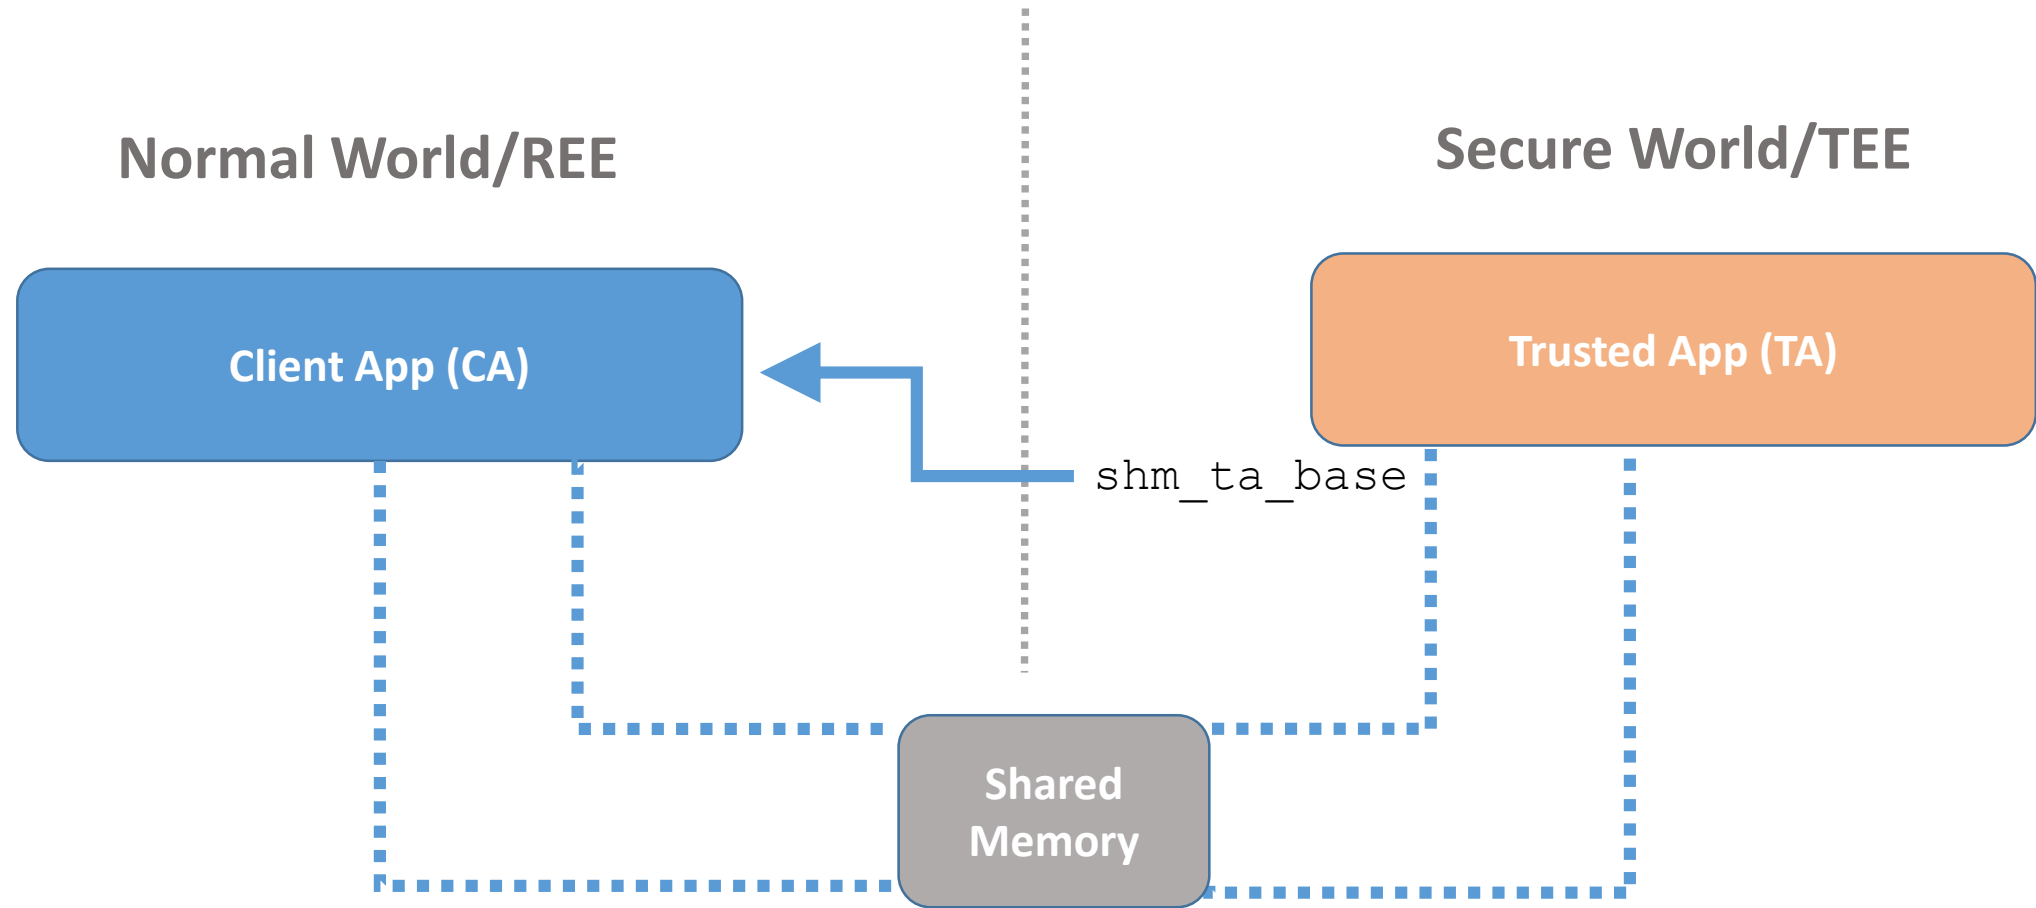 Normal World/REE
Secure World/TEE
Client App (CA)
Trusted App (TA)
shm_ta_base
Shared
Memory